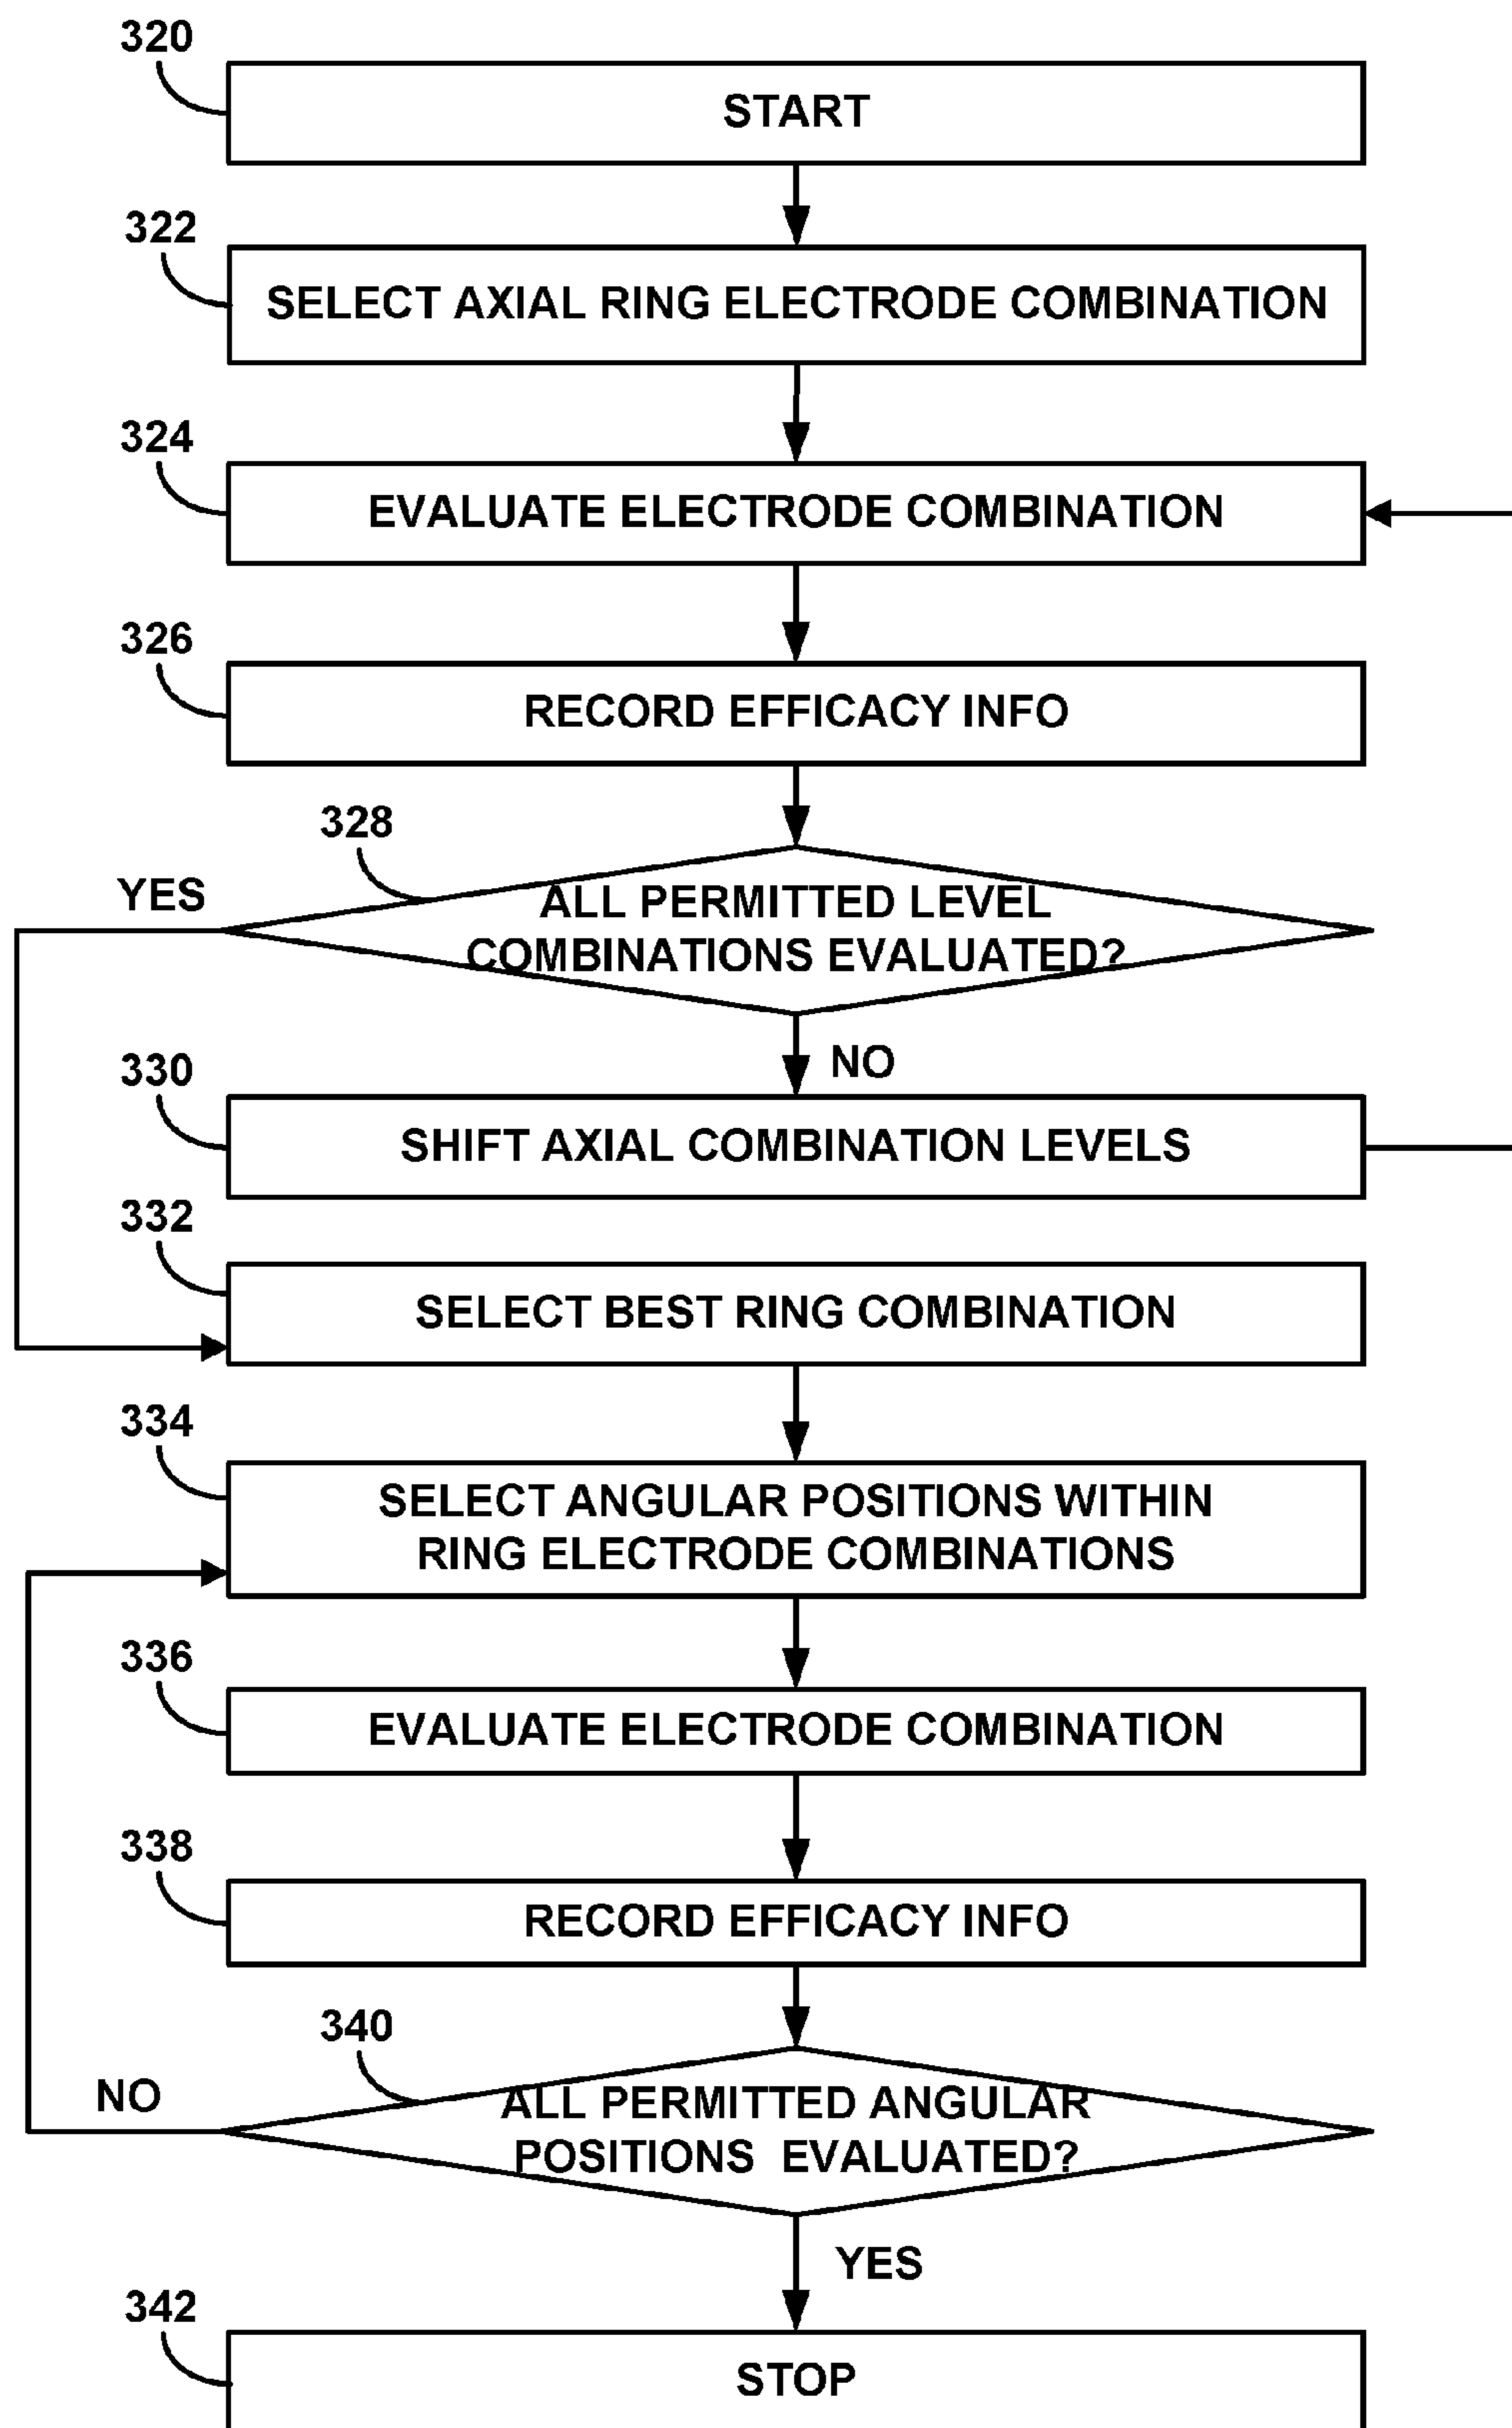 320
START
322
SELECT AXIAL RING ELECTRODE COMBINATION
324
EVALUATE ELECTRODE COMBINATION
326
RECORD EFFICACY INFO
328
YES
ALL PERMITTED LEVEL
COMBINATIONS EVALUATED?
NO
330
SHIFT AXIAL COMBINATION LEVELS
332
SELECT BEST RING COMBINATION
334
SELECT ANGULAR POSITIONS WITHIN
RING ELECTRODE COMBINATIONS
336
EVALUATE ELECTRODE COMBINATION
338
RECORD EFFICACY INFO
340
NO
ALL PERMITTED ANGULAR
POSITIONS EVALUATED?
YES
342
STOP